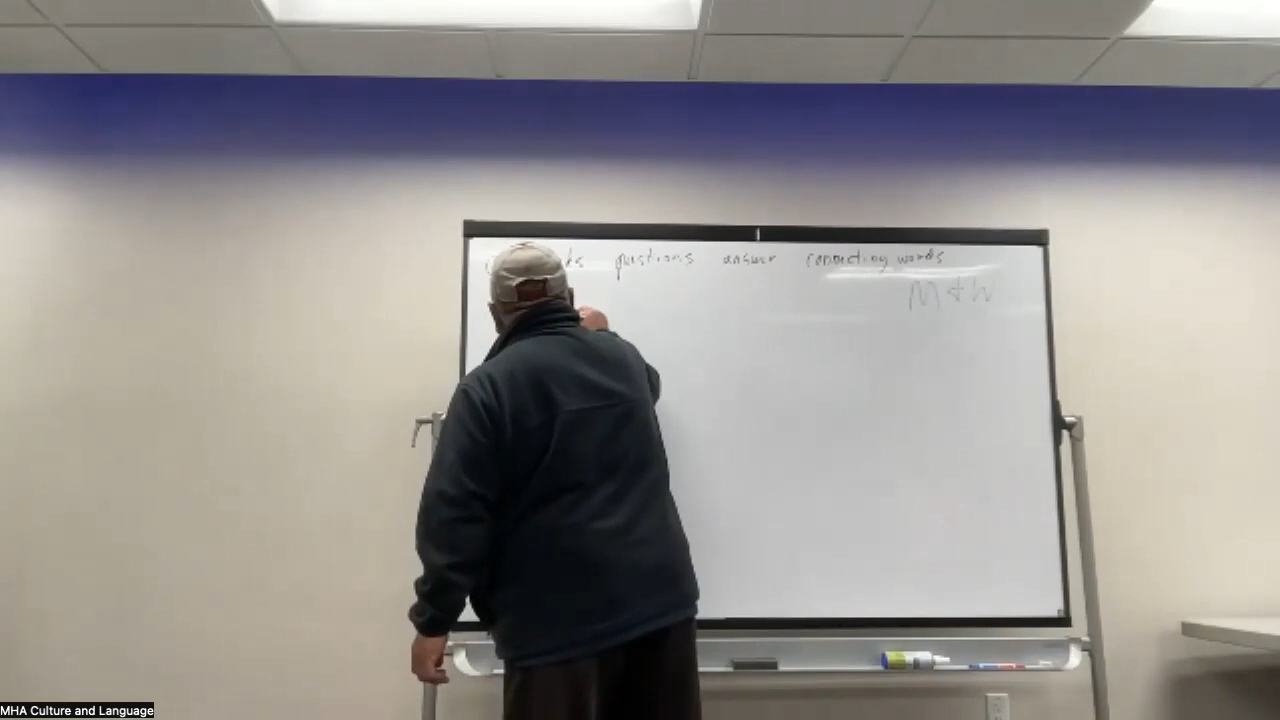 questions answer connecting words
M + W
MHA Culture and Language